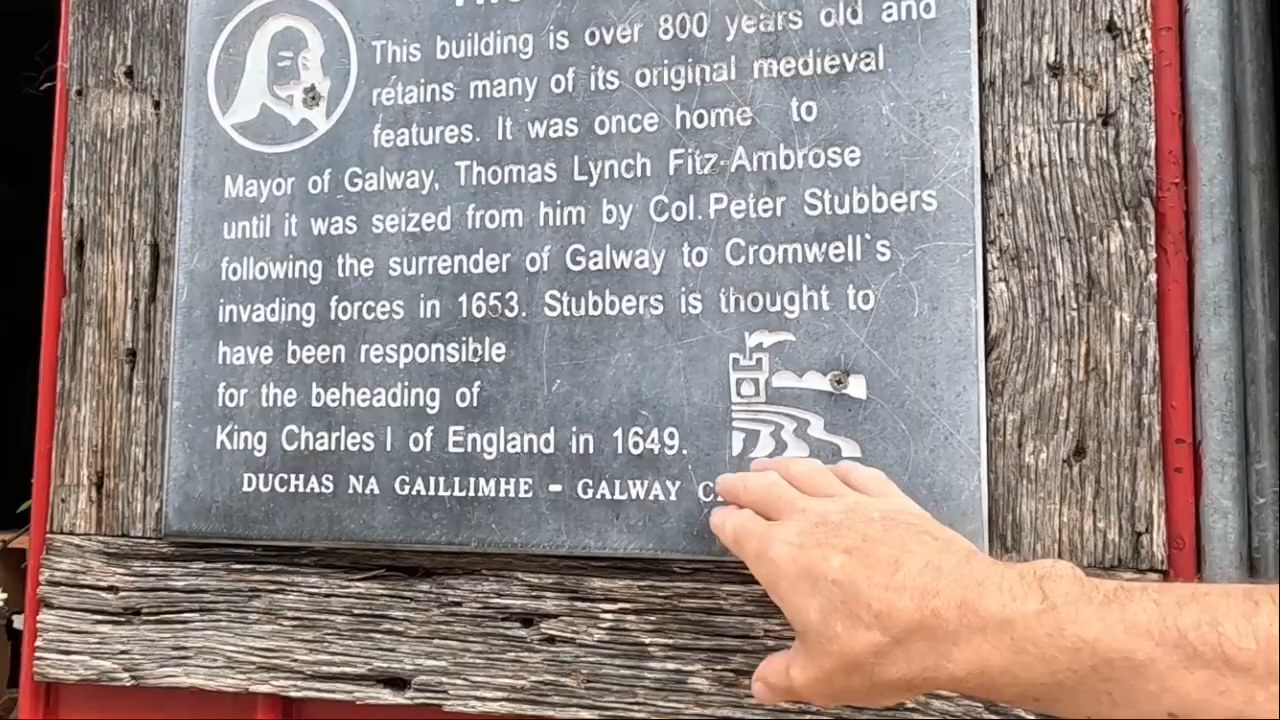 This building is over 800 years old and
retains many of its original medieval
features. It was once home to
Mayor of Galway, Thomas Lynch Fitz-Ambrose
until it was seized from him by Col. Peter Stubbers
following the surrender of Galway to Cromwell`s
invading forces in 1653. Stubbers is thought to
have been responsible
for the beheading of
King Charles I of England in 1649.
DUCHAS NA GAILLIMHE - GALWAY